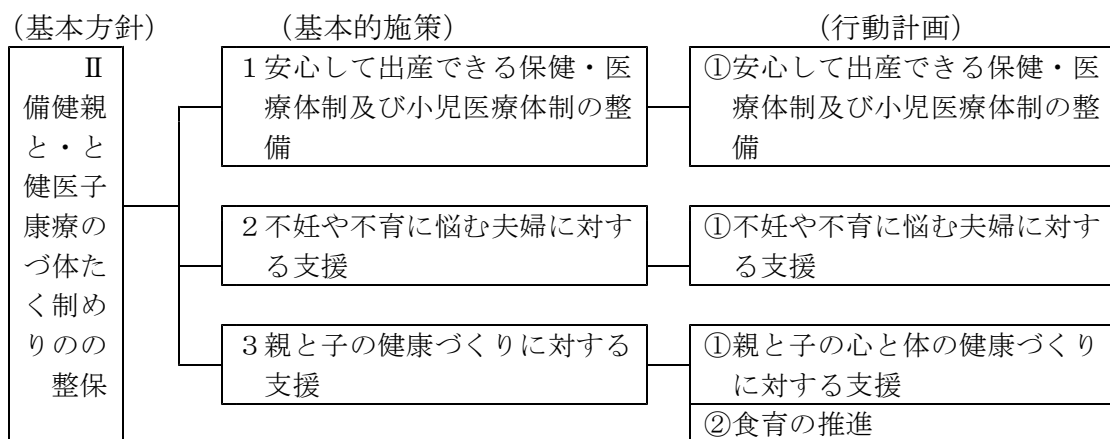 (基本方針)
(基本的施策)
(行動計画)
Ⅱ親と子のための保
健・医療体制の整
備と健康づくり
1安心して出産できる保健・医
療体制及び小児医療体制の整
備
①安心して出産できる保健・医
療体制及び小児医療体制の整
備
2不妊や不育に悩む夫婦に対す
る支援
①不妊や不育に悩む夫婦に対す
る支援
3親と子の健康づくりに対する
支援
①親と子の心と体の健康づくり
に対する支援
②食育の推進